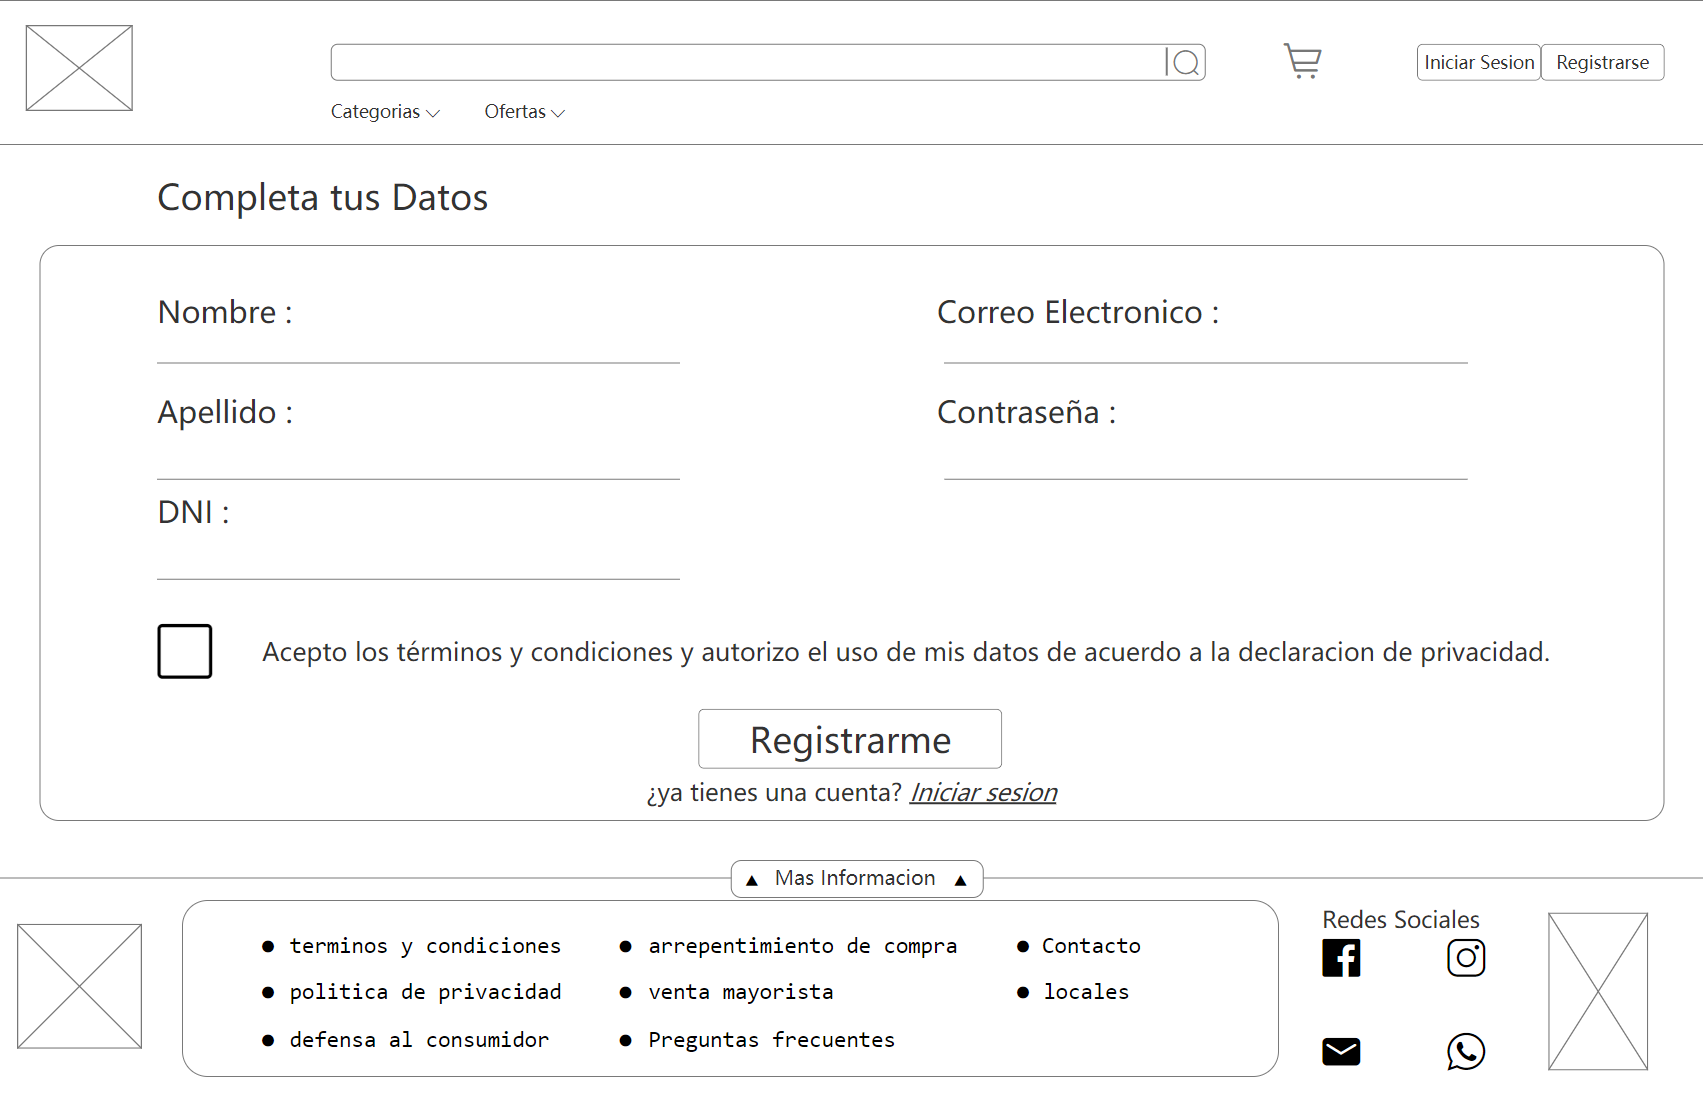 Iniciar Sesion Registrarse
Categorias Ofertas
Completa tus Datos
Nombre : Correo Electronico :
Apellido : Contraseña :
DNI :
Acepto los términos y condiciones y autorizo el uso de mis datos de acuerdo a la declaracion de privacidad.
Registrarme
¿ya tienes una cuenta? Iniciar sesion
▲ Mas Informacion ▲
● terminos y condiciones
● politica de privacidad
● defensa al consumidor
● arrepentimiento de compra
● venta mayorista
● Preguntas frecuentes
● Contacto
● locales
Redes Sociales